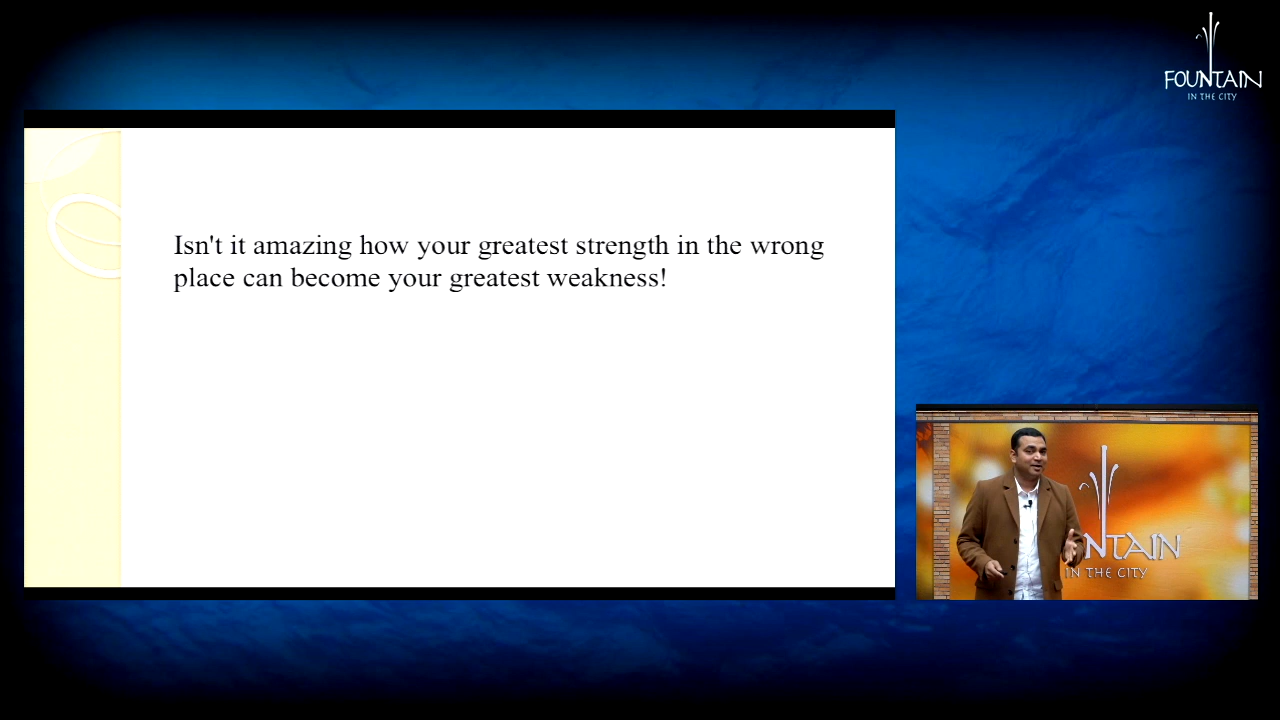 FOUNTAIN
IN THE CITY
Isn't it amazing how your greatest strength in the wrong
place can become your greatest weakness!
NTAIN
IN THE CITY